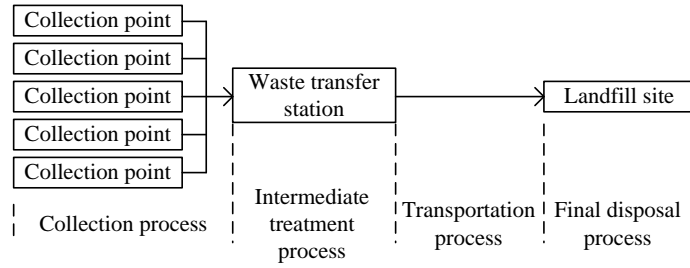 Collection point
Collection point
Collection point
Collection point
Collection point
Waste transfer
station
Landfill site
Collection process
Intermediate
treatment
process
Transportation
process
Final disposal
process